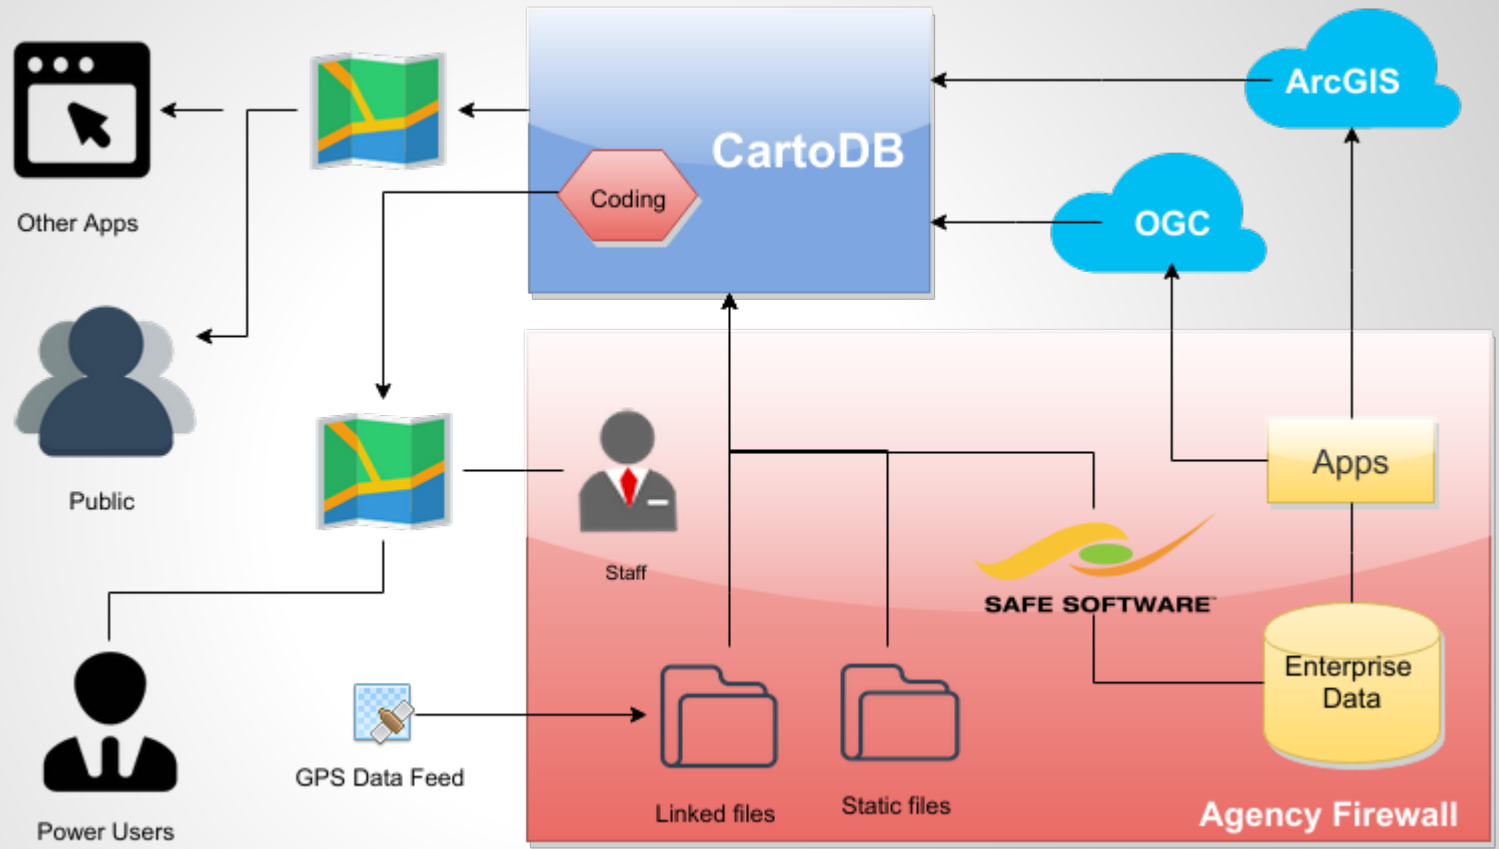 ArcGIS
CartoDB
Coding
OGC
Other Apps
Apps
Public
Staff
SAFE SOFTWARE™
Enterprise
Data
GPS Data Feed
Linked files
Static files
Agency Firewall
Power Users